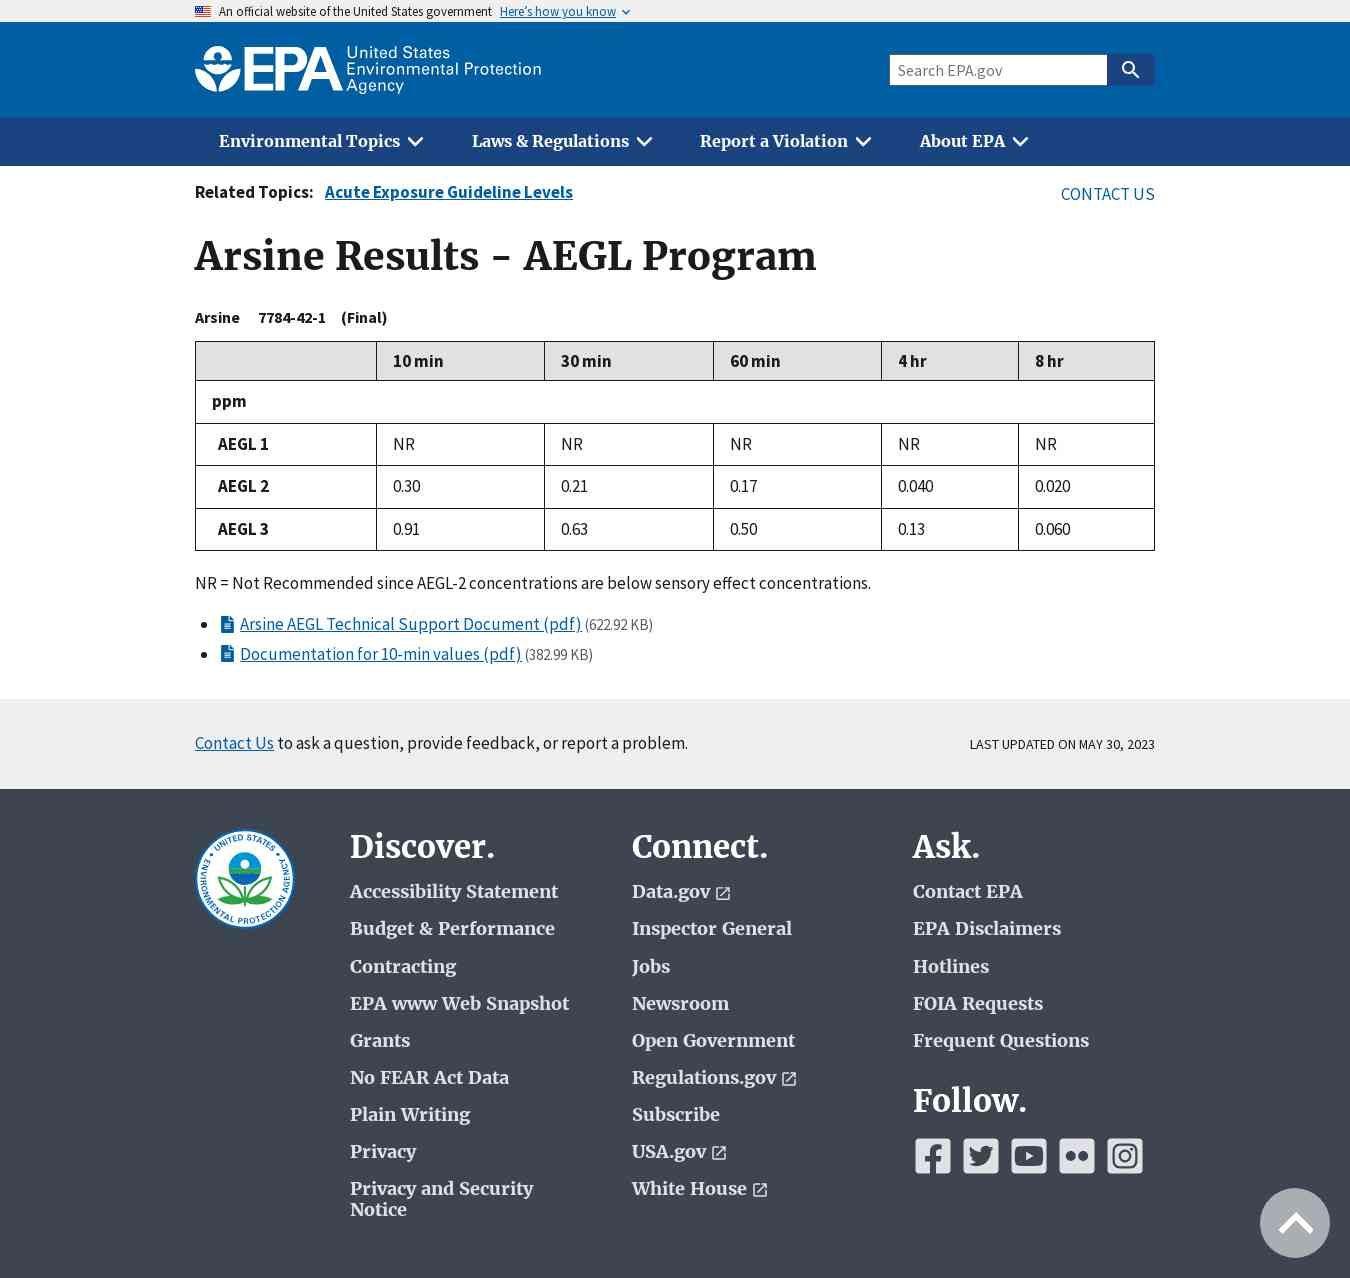 An official website of the United States government Here's how you know
EPA United States
Environmental Protection
Agency
Search EPA.gov
Environmental Topics Laws & Regulations Report a Violation About EPA
Related Topics: Acute Exposure Guideline Levels CONTACT US
Arsine Results - AEGL Program
Arsine 7784-42-1 (Final)
10 min 30 min 60 min 4 hr 8 hr
ppm
AEGL 1 NR NR NR NR NR
AEGL 2 0.30 0.21 0.17 0.040 0.020
AEGL 3 0.91 0.63 0.50 0.13 0.060
NR = Not Recommended since AEGL-2 concentrations are below sensory effect concentrations.
Arsine AEGL Technical Support Document (pdf) (622.92 KB)
Documentation for 10-min values (pdf) (382.99 KB)
Contact Us to ask a question, provide feedback, or report a problem. LAST UPDATED ON MAY 30, 2023
UNITED STATES
ENVIRONMENTAL PROTECTION AGENCY
Discover.
Accessibility Statement
Budget & Performance
Contracting
EPA www Web Snapshot
Grants
No FEAR Act Data
Plain Writing
Privacy
Privacy and Security
Notice
Connect.
Data.gov
Inspector General
Jobs
Newsroom
Open Government
Regulations.gov
Subscribe
USA.gov
White House
Ask.
Contact EPA
EPA Disclaimers
Hotlines
FOIA Requests
Frequent Questions
Follow.